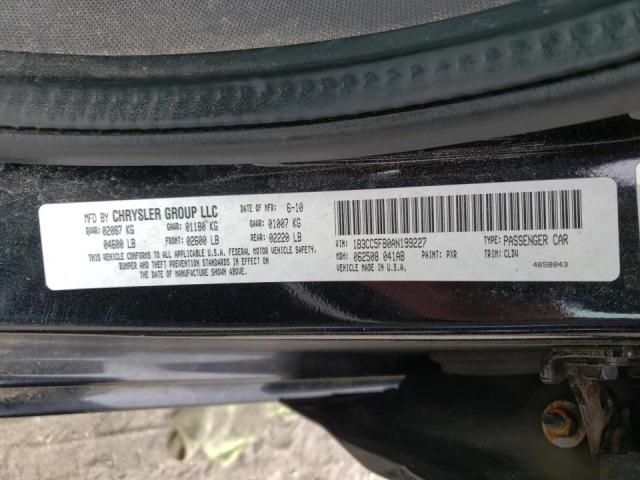 MFD BY CHRYSLER GROUP LLC DATE OF MFR: 6-10
GVWR: 02087 KG GAWR: 01180 KG GAWR: 01007 KG
04600 LB FRONT: 02600 LB REAR: 02220 LB
THIS VEHICLE CONFORMS TO ALL APPLICABLE U.S.A. FEDERAL MOTOR VEHICLE SAFETY,
BUMPER AND THEFT PREVENTION STANDARDS IN EFFECT ON
THE DATE OF MANUFACTURE SHOWN ABOVE.
VIN: 1B3CC5FB0AN199227 TYPE: PASSENGER CAR
MDH: 062508 041AB PAINT: PXR TRIM: CLDV
VEHICLE MADE IN U.S.A. 4658843